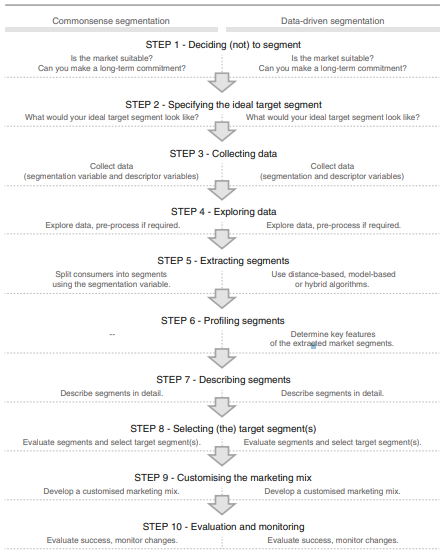 Commonsense segmentation Data-driven segmentation
STEP 1 - Deciding (not) to segment
Is the market suitable? Is the market suitable?
Can you make a long-term commitment? Can you make a long-term commitment?
STEP 2 - Specifying the ideal target segment
What would your ideal target segment look like? What would your ideal target segment look like?
STEP 3 - Collecting data
Collect data Collect data
(segmentation variable and descriptor variables) (segmentation and descriptor variables)
STEP 4 - Exploring data
Explore data, pre-process if required. Explore data, pre-process if required.
STEP 5 - Extracting segments
Split consumers into segments Use distance-based, model-based
using the segmentation variable. or hybrid algorithms.
STEP 6 - Profiling segments
-- Determine key features
of the extracted market segments.
STEP 7 - Describing segments
Describe segments in detail. Describe segments in detail.
STEP 8 - Selecting (the) target segment(s)
Evaluate segments and select target segment(s). Evaluate segments and select target segment(s).
STEP 9 - Customising the marketing mix
Develop a customised marketing mix. Develop a customised marketing mix.
STEP 10 - Evaluation and monitoring
Evaluate success, monitor changes. Evaluate success, monitor changes.